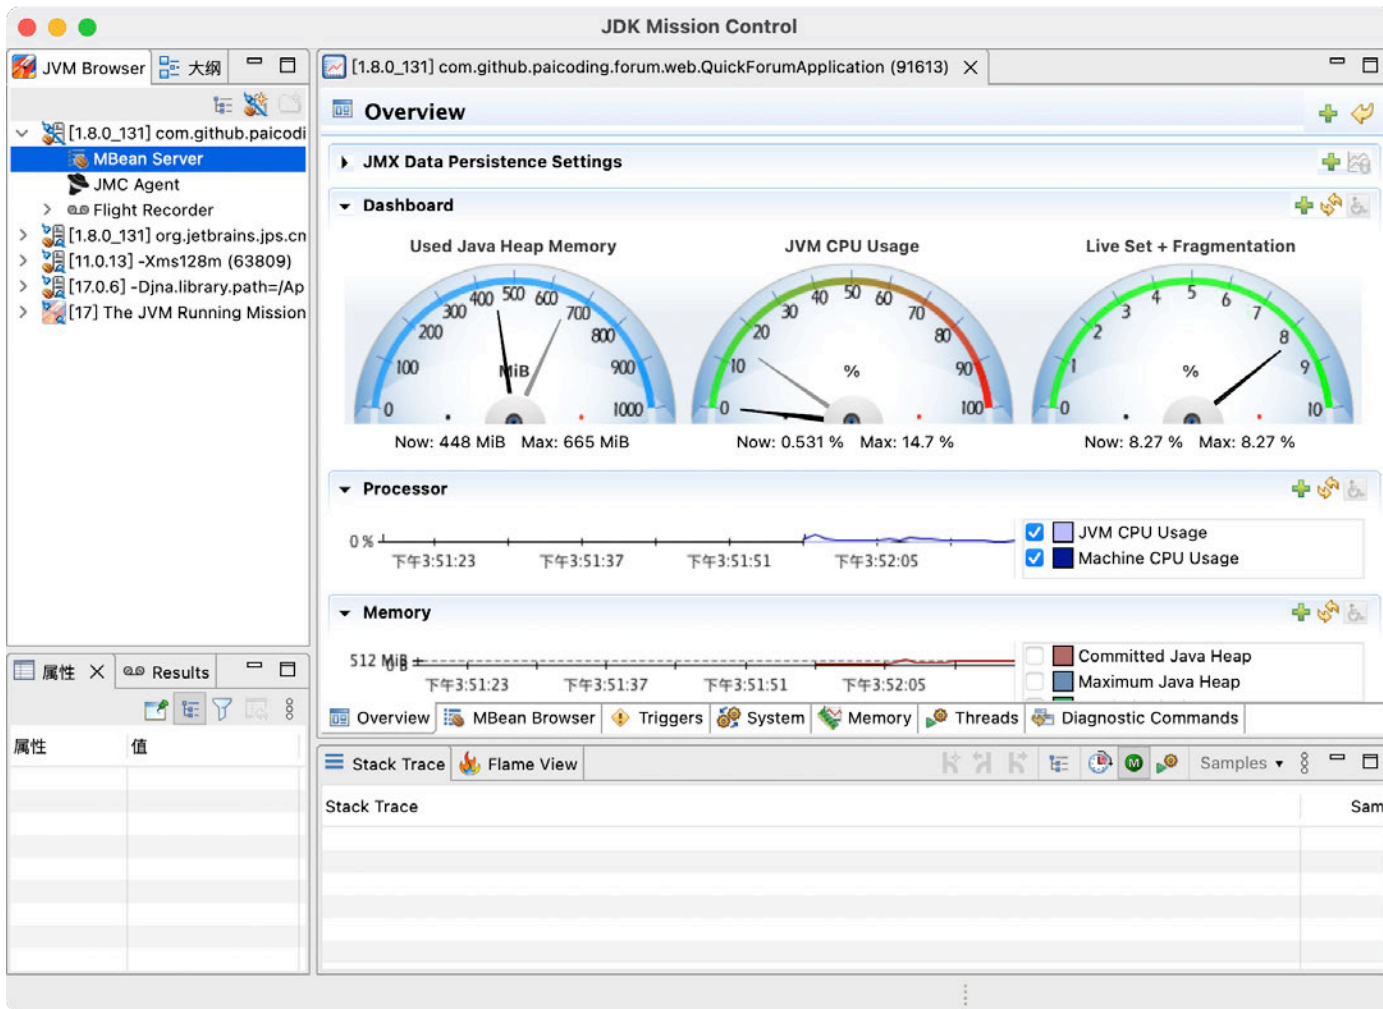 JDK Mission Control
JVM Browser
大纲
[1.8.0_131] com.github.paicodi
MBean Server
JMC Agent
Flight Recorder
[1.8.0_131] org.jetbrains.jps.cn
[11.0.13] -Xms128m (63809)
[17.0.6] -Djna.library.path=/Ap
[17] The JVM Running Mission
[1.8.0_131] com.github.paicoding.forum.web.QuickForumApplication (91613)
Overview
JMX Data Persistence Settings
Dashboard
Used Java Heap Memory
0 100 200 300 400 500 600 700 800 900 1000
MiB
Now: 448 MiB Max: 665 MiB
JVM CPU Usage
0 10 20 30 40 50 60 70 80 90 100
%
Now: 0.531 % Max: 14.7 %
Live Set + Fragmentation
0 1 2 3 4 5 6 7 8 9 10
%
Now: 8.27 % Max: 8.27 %
Processor
0 %
下午3:51:23 下午3:51:37 下午3:51:51 下午3:52:05
JVM CPU Usage
Machine CPU Usage
Memory
512 MiB
0 B
下午3:51:23 下午3:51:37 下午3:51:51 下午3:52:05
Committed Java Heap
Maximum Java Heap
Overview MBean Browser Triggers System Memory Threads Diagnostic Commands
属性 Results
属性 值
Stack Trace Flame View
Samples
Stack Trace Sam